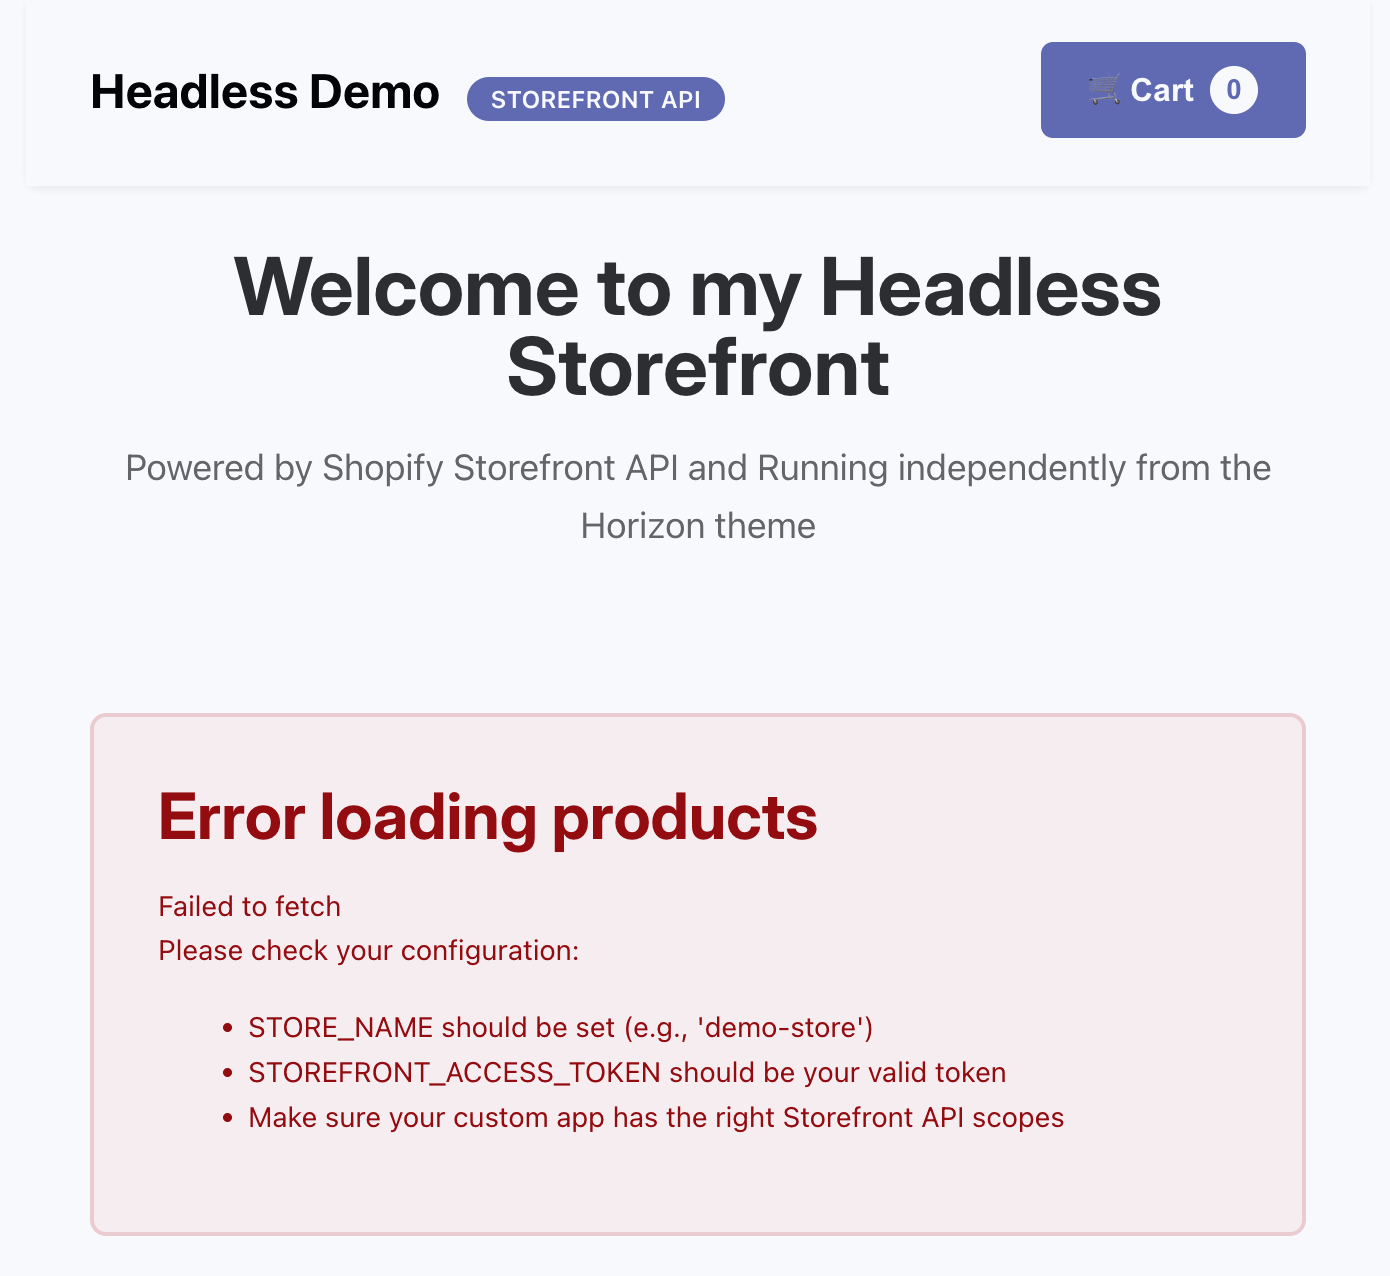 Headless Demo STOREFRONT API
Cart 0
Welcome to my Headless
Storefront
Powered by Shopify Storefront API and Running independently from the
Horizon theme
Error loading products
Failed to fetch
Please check your configuration:
• STORE_NAME should be set (e.g., 'demo-store')
• STOREFRONT_ACCESS_TOKEN should be your valid token
• Make sure your custom app has the right Storefront API scopes